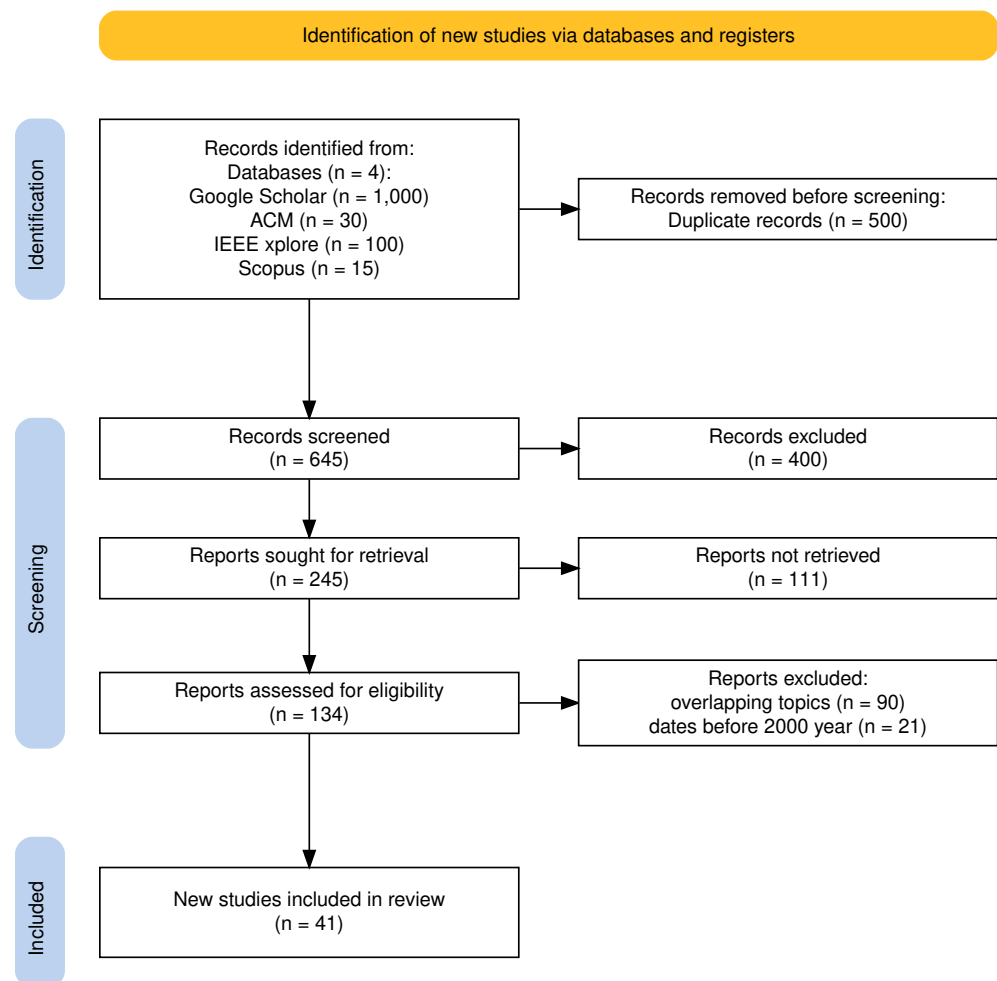 Identification of new studies via databases and registers
Identification
Records identified from:
Databases (n = 4):
Google Scholar (n = 1,000)
ACM (n = 30)
IEEE xplore (n = 100)
Scopus (n = 15)
Records removed before screening:
Duplicate records (n = 500)
Screening
Records screened
(n = 645)
Records excluded
(n = 400)
Reports sought for retrieval
(n = 245)
Reports not retrieved
(n = 111)
Reports assessed for eligibility
(n = 134)
Reports excluded:
overlapping topics (n = 90)
dates before 2000 year (n = 21)
Included
New studies included in review
(n = 41)